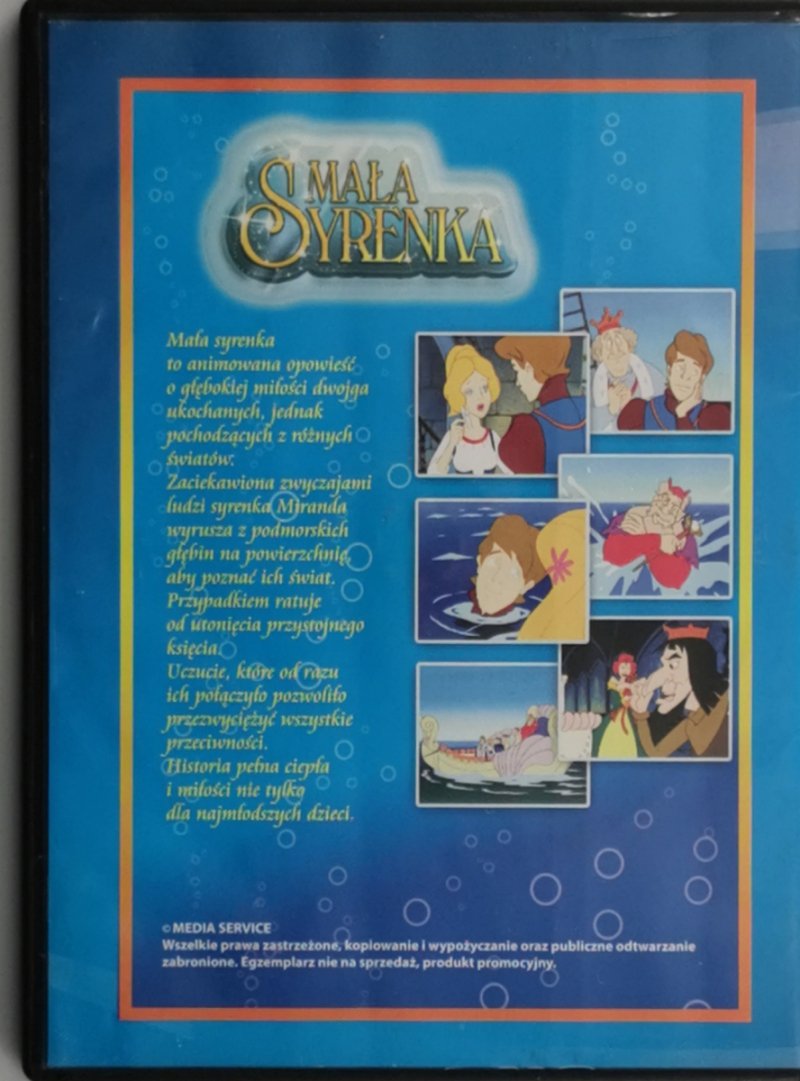 MAŁA
SYRENKA
Mała syrenka
to animowana opowieść
o głębokiej miłości dwojga
ukochanych, jednak
pochodzących z różnych
światów.
Zaciekawiona zwyczajami
ludzi syrenka Miranda
wyrusza z podmorskich
głębin na powierzchnię,
aby poznać ich świat.
Przypadkiem ratuje
od utonięcia przystojnego
księcia.
Uczucie, które od razu
ich połączyło pozwoliło
przezwyciężyć wszystkie
przeciwności.
Historia pełna ciepła
i miłości nie tylko
dla najmłodszych dzieci.
© MEDIA SERVICE
Wszelkie prawa zastrzeżone, kopiowanie i wypożyczanie oraz publiczne odtwarzanie
zabronione. Egzemplarz nie na sprzedaż, produkt promocyjny.